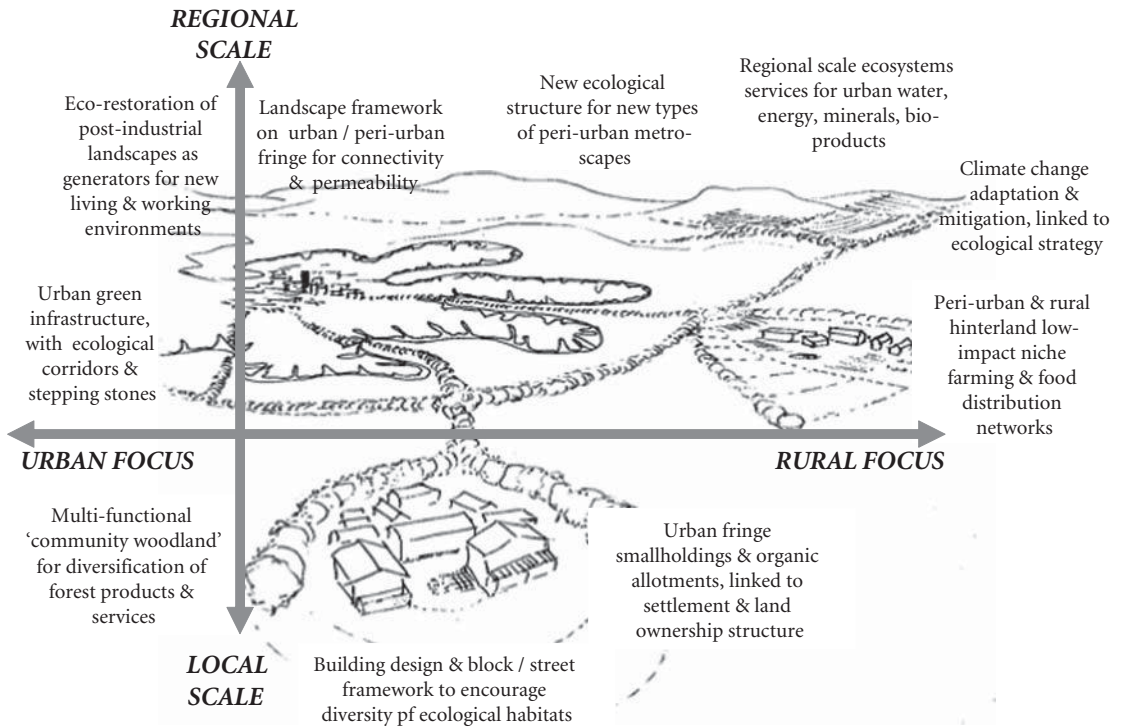 REGIONAL
SCALE
Eco-restoration of
post-industrial
landscapes as
generators for new
living & working
environments
Landscape framework
on urban / peri-urban
fringe for connectivity
& permeability
New ecological
structure for new types
of peri-urban metro-
scapes
Regional scale ecosystems
services for urban water,
energy, minerals, bio-
products
Climate change
adaptation &
mitigation, linked to
ecological strategy
Urban green
infrastructure,
with ecological
corridors &
stepping stones
Peri-urban & rural
hinterland low-
impact niche
farming & food
distribution
networks
URBAN FOCUS
RURAL FOCUS
Multi-functional
‘community woodland’
for diversification of
forest products &
services
Urban fringe
smallholdings & organic
allotments, linked to
settlement & land
ownership structure
LOCAL
SCALE
Building design & block / street
framework to encourage
diversity pf ecological habitats